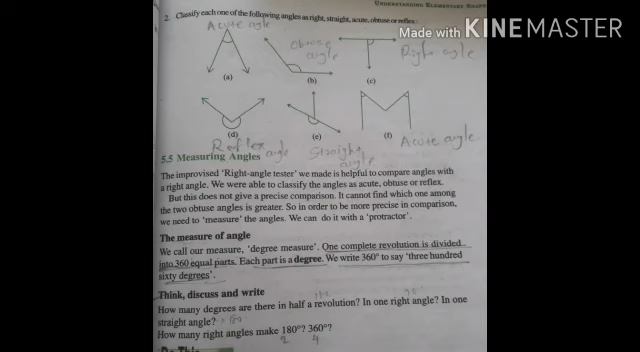 UNDERSTANDING ELEMENTARY SHAPES
Made with KINEMASTER
2. Classify each one of the following angles as right, straight, acute, obtuse or reflex :
Acute agle
Obtuse angle
Right angle
(a)
(b)
(c)
(d)
(e)
(f)
Reflex angle
Straight angle
Acute angle
5.5 Measuring Angles
The improvised 'Right-angle tester' we made is helpful to compare angles with
a right angle. We were able to classify the angles as acute, obtuse or reflex.
But this does not give a precise comparison. It cannot find which one among
the two obtuse angles is greater. So in order to be more precise in comparison,
we need to 'measure' the angles. We can do it with a 'protractor'.
The measure of angle
We call our measure, 'degree measure'. One complete revolution is divided
into 360 equal parts. Each part is a degree. We write 360° to say 'three hundred
sixty degrees'.
Think, discuss and write
How many degrees are there in half a revolution? In one right angle? In one
straight angle? 180
How many right angles make 180°? 360°?
2 4
Do This